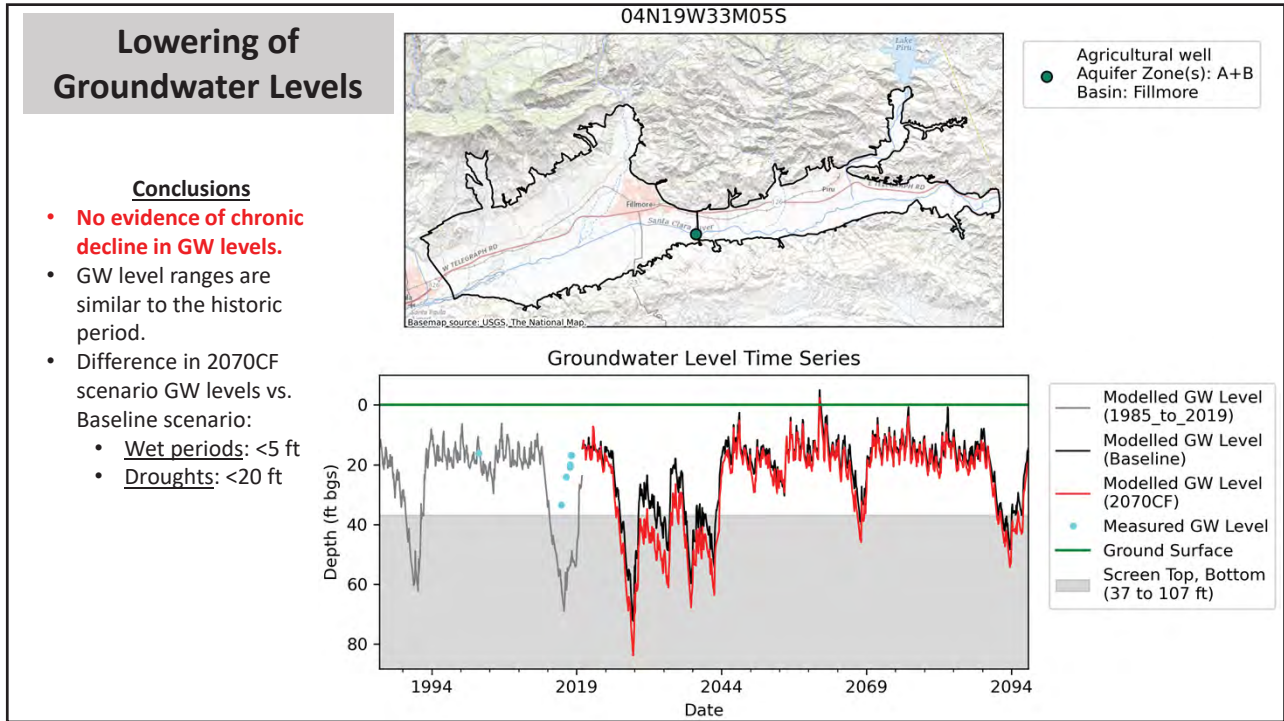 Lowering of
Groundwater Levels
Conclusions
• No evidence of chronic
decline in GW levels.
• GW level ranges are
similar to the historic
period.
• Difference in 2070CF
scenario GW levels vs.
Baseline scenario:
• Wet periods: <5 ft
• Droughts: <20 ft
04N19W33M05S
Lake
Piru
Fillmore
Piru
E TELEGRAPH RD
Santa Clara River
W TELEGRAPH RD
Basemap source: USGS, The National Map.
Agricultural well
Aquifer Zone(s): A+B
Basin: Fillmore
Groundwater Level Time Series
Depth (ft bgs)
0
20
40
60
80
1994
2019
2044
2069
2094
Date
Modelled GW Level
(1985_to_2019)
Modelled GW Level
(Baseline)
Modelled GW Level
(2070CF)
Measured GW Level
Ground Surface
Screen Top, Bottom
(37 to 107 ft)